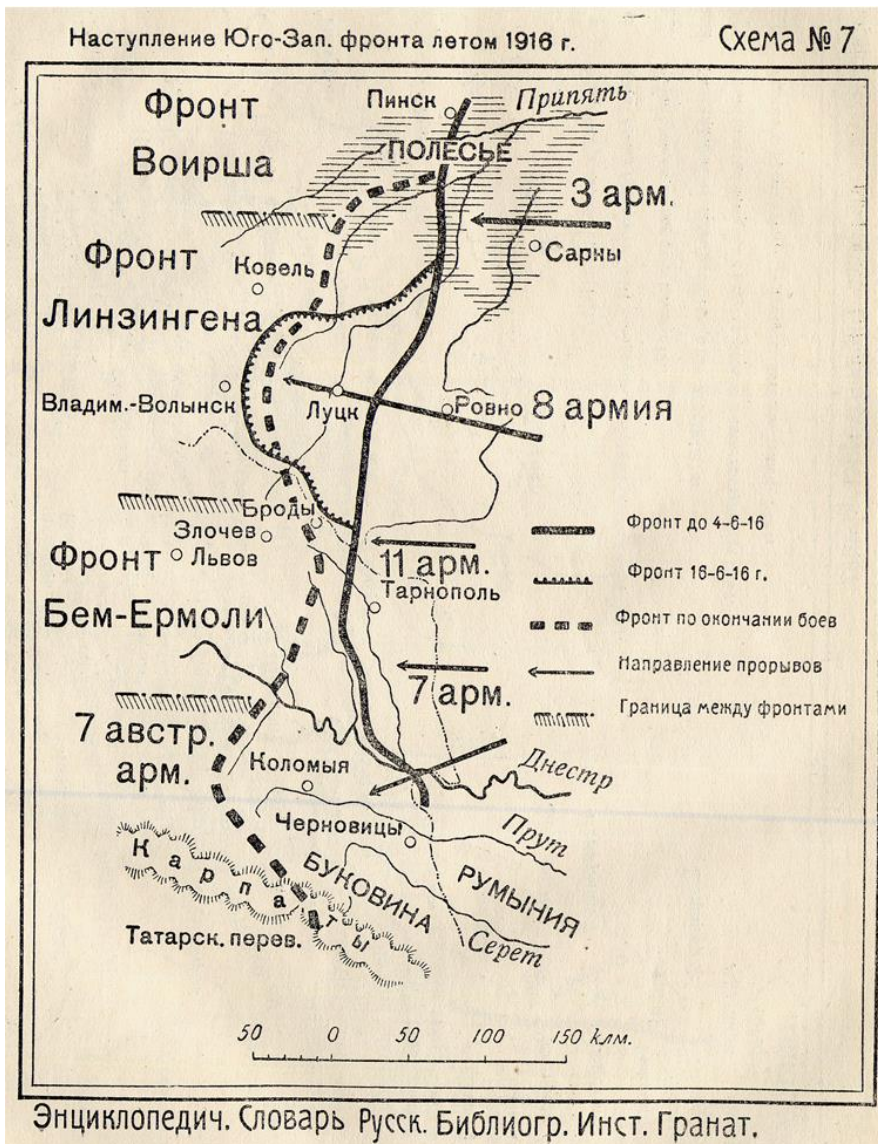 Наступление Юго-Зап. фронта летом 1916 г.
Схема № 7
Фронт
Воирша
Пинск
Припять
ПОЛЕСЬЕ
3 арм.
Сарны
Фронт
Ковель
Линзингена
Владим.-Волынск
Луцк
Ровно
8 армия
Броды
Злочев
Фронт
Львов
11 арм.
Тарнополь
Бем-Ермоли
7 арм.
7 австр.
арм.
Коломыя
Днестр
Черновицы
Прут
БУКОВИНА
РУМЫНИЯ
Серет
Карпаты
Татарск. перев.
Фронт до 4-6-16
Фронт 16-6-16 г.
Фронт по окончании боев
Направление прорывов
Граница между фронтами
50 0 50 100 150 клм.
Энциклопедич. Словарь Русск. Библиогр. Инст. Гранат.